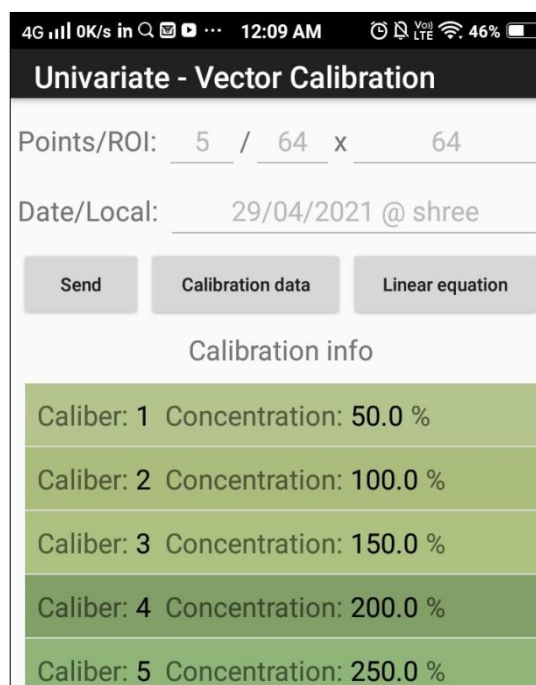 4G 0K/s in ... 12:09 AM Vo)) LTE 46%
Univariate - Vector Calibration
Points/ROI: 5 / 64 x 64
Date/Local: 29/04/2021 @ shree
Send Calibration data Linear equation
Calibration info
Caliber: 1 Concentration: 50.0 %
Caliber: 2 Concentration: 100.0 %
Caliber: 3 Concentration: 150.0 %
Caliber: 4 Concentration: 200.0 %
Caliber: 5 Concentration: 250.0 %